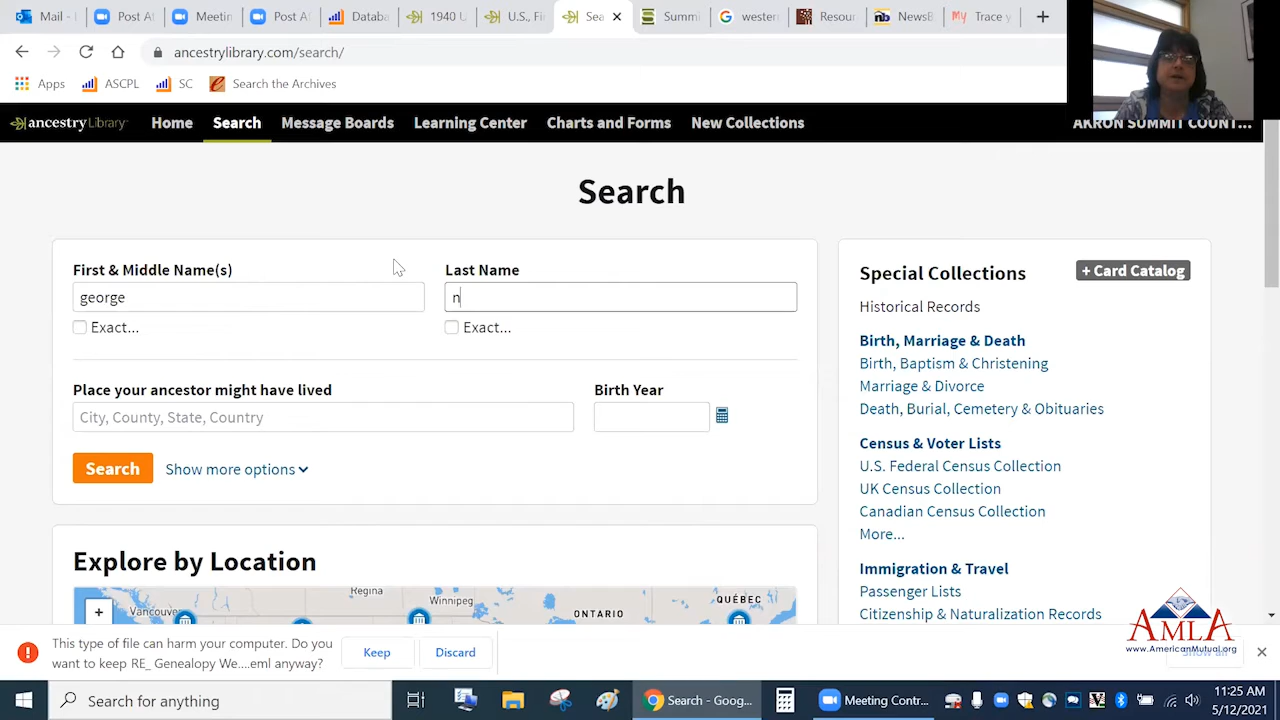 Mail -
Post At
Meetin
Post At
Datab
1940 U
U.S., Fi
Sea
Summi
western
Resour
NewsB
Trace y
ancestrylibrary.com/search/
Apps
ASCPL
SC
Search the Archives
ancestryLibrary
Home
Search
Message Boards
Learning Center
Charts and Forms
New Collections
AKRON SUMMIT COUNT...
Search
First & Middle Name(s)
george
Exact...
Last Name
n
Exact...
Place your ancestor might have lived
City, County, State, Country
Birth Year
Search
Show more options
Explore by Location
Vancouver
Regina
Winnipeg
ONTARIO
QUÉBEC
+
Special Collections
+ Card Catalog
Historical Records
Birth, Marriage & Death
Birth, Baptism & Christening
Marriage & Divorce
Death, Burial, Cemetery & Obituaries
Census & Voter Lists
U.S. Federal Census Collection
UK Census Collection
Canadian Census Collection
More...
Immigration & Travel
Passenger Lists
Citizenship & Naturalization Records
This type of file can harm your computer. Do you
want to keep RE_ Genealopy We....eml anyway?
Keep
Discard
Show all
AMLA
www.AmericanMutual.org
Search for anything
Search - Goog...
Meeting Contr...
11:25 AM
5/12/2021